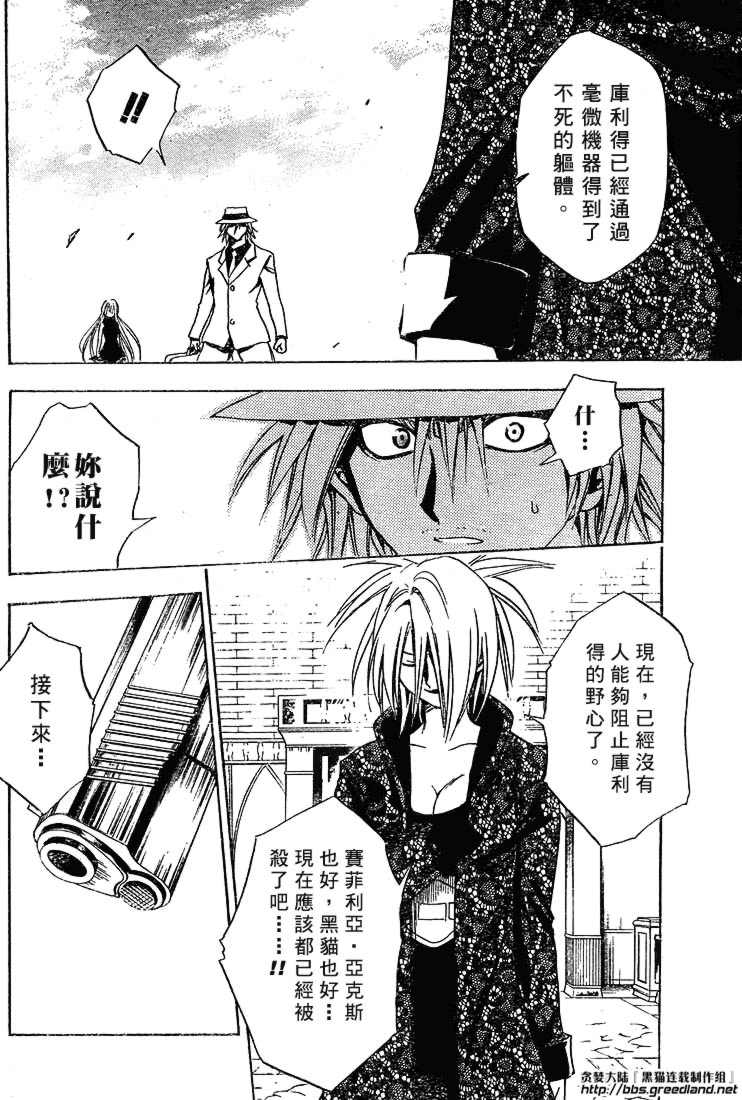 庫利得已經通過
毫微機器得到了
不死的軀體。
!!
什…
妳說什
麼!?
現在，已經沒有
人能夠阻止庫利
得的野心了。
賽菲利亞·亞克斯
也好，黑貓也好…
現在應該都已經被
殺了吧……!!
接下來…
贪婪大陆『黑猫连载制作组』
http://bbs.greedland.net